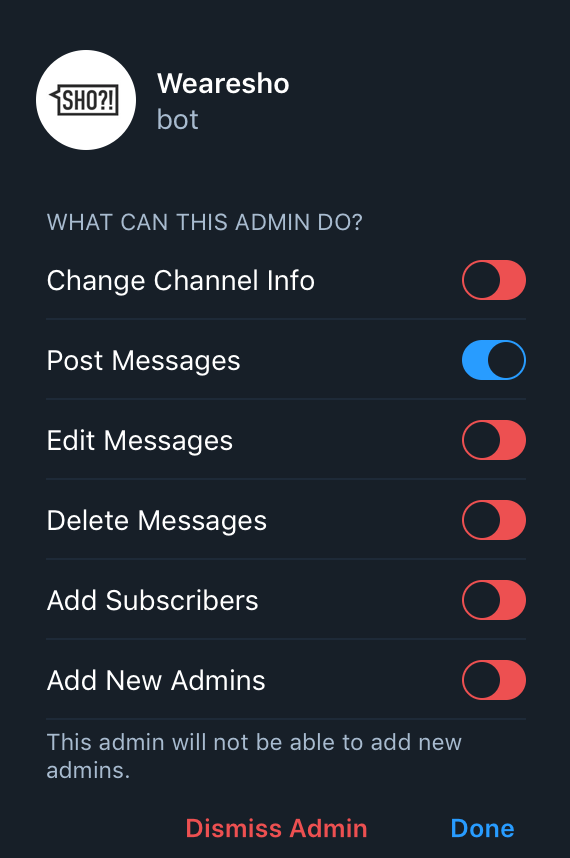 SHO?!
Wearesho
bot
WHAT CAN THIS ADMIN DO?
Change Channel Info
Post Messages
Edit Messages
Delete Messages
Add Subscribers
Add New Admins
This admin will not be able to add new
admins.
Dismiss Admin Done